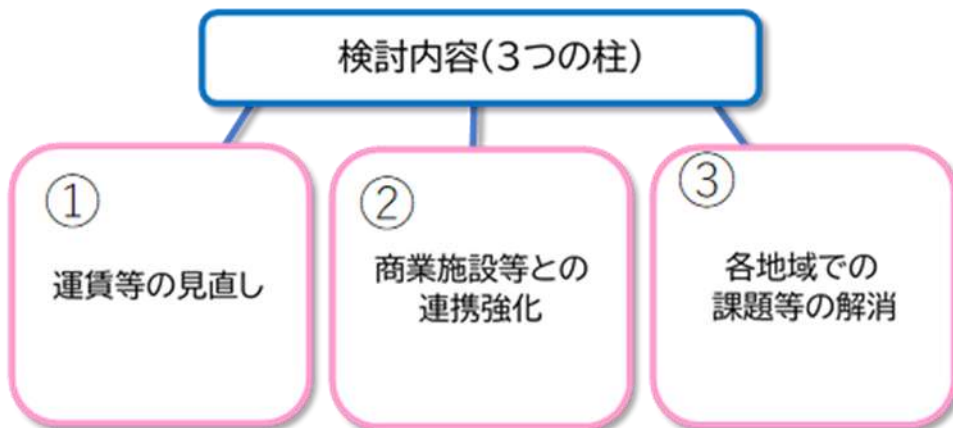 検討内容(3つの柱)
①
運賃等の見直し
②
商業施設等との
連携強化
③
各地域での
課題等の解消